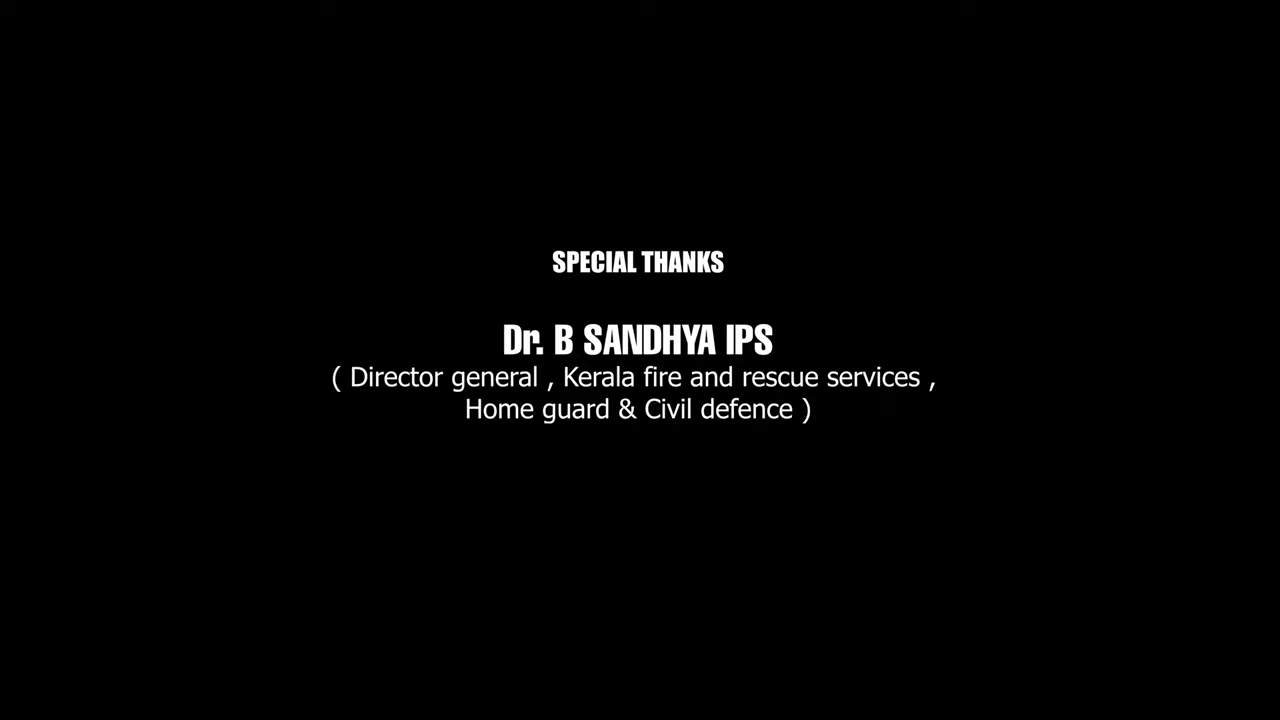 SPECIAL THANKS
Dr. B SANDHYA IPS
( Director general , Kerala fire and rescue services ,
Home guard & Civil defence )